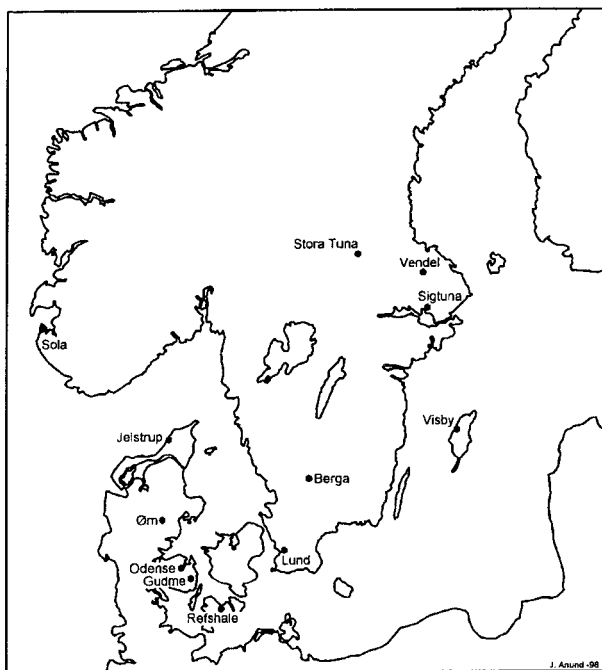 Stora Tuna
Vendel
Sigtuna
Sola
Visby
Jelstrup
Berga
Øm
Lund
Odense
Gudme
Refshale
J. Anund -98